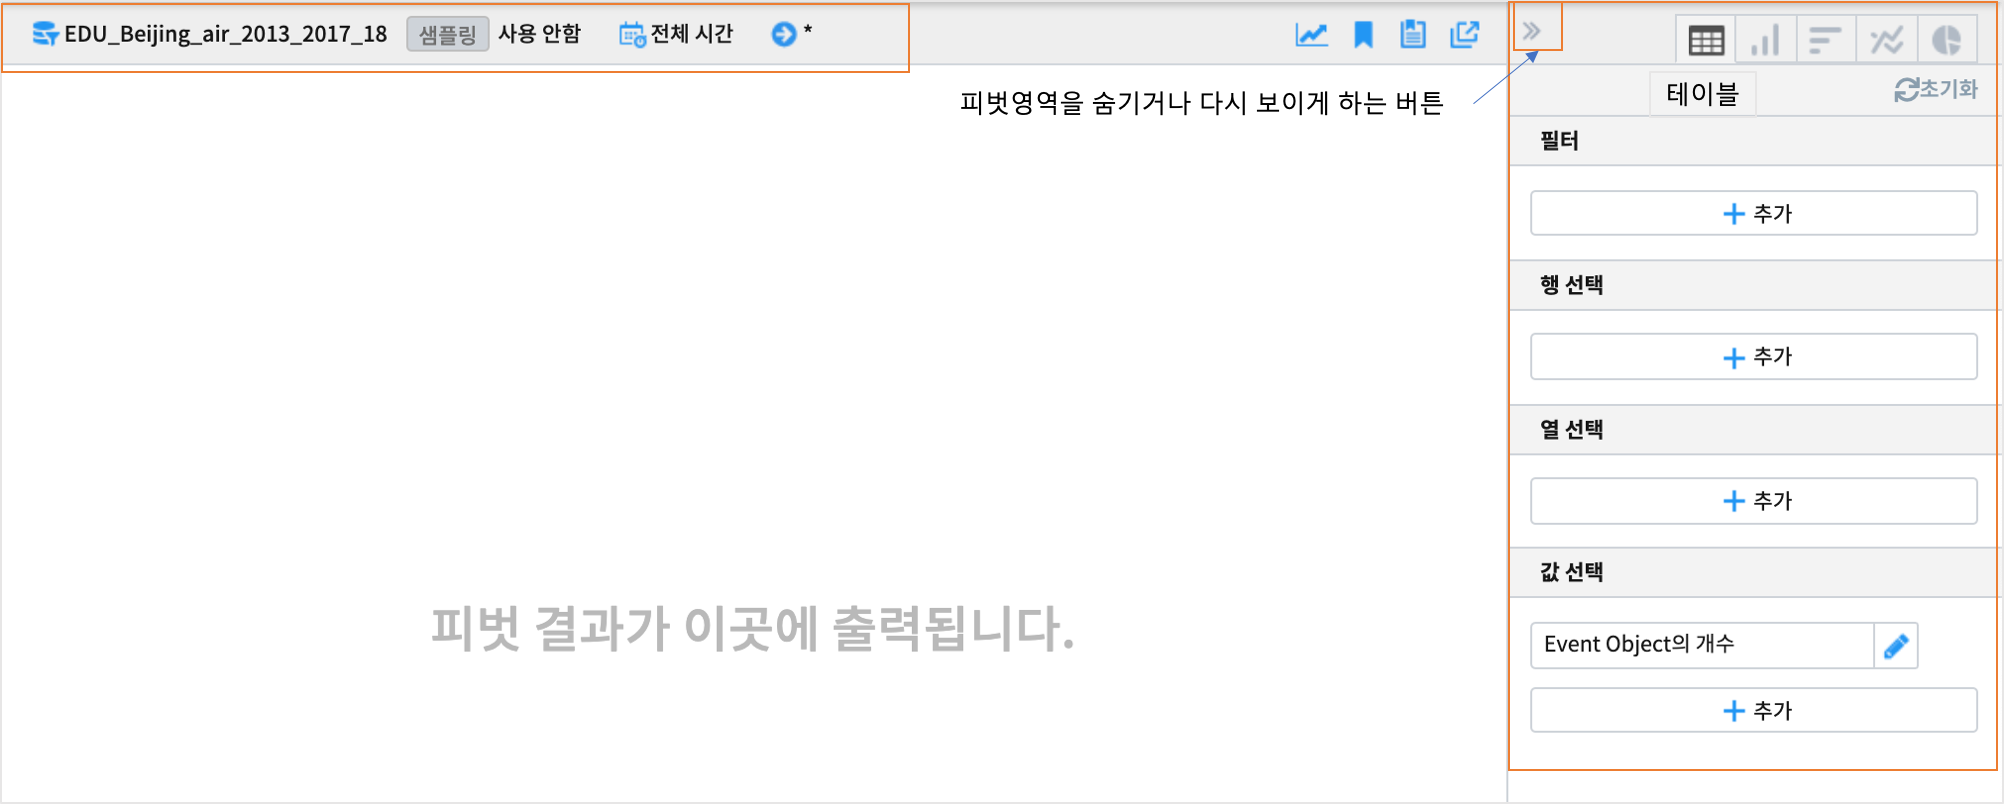 EDU_Beijing_air_2013_2017_18 샘플링 사용 안함 전체 시간 *
피벗영역을 숨기거나 다시 보이게 하는 버튼
테이블
초기화
필터
+ 추가
행 선택
+ 추가
열 선택
+ 추가
값 선택
Event Object의 개수
+ 추가
피벗 결과가 이곳에 출력됩니다.